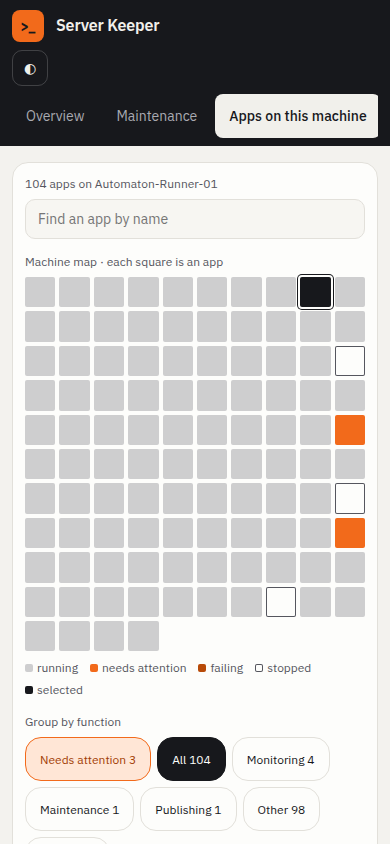 >_ Server Keeper
Overview Maintenance Apps on this machine
104 apps on Automaton-Runner-01
Find an app by name
Machine map · each square is an app
running needs attention failing stopped
selected
Group by function
Needs attention 3 All 104 Monitoring 4
Maintenance 1 Publishing 1 Other 98